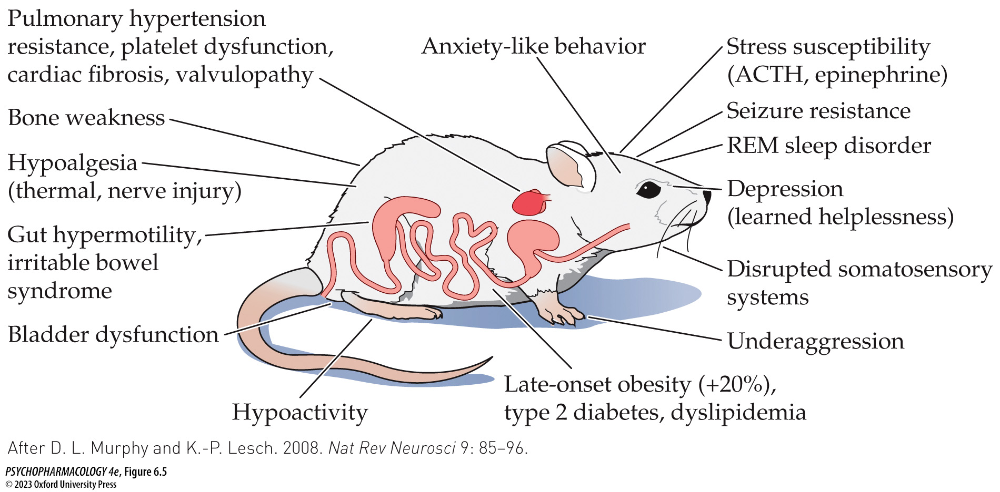 Pulmonary hypertension
resistance, platelet dysfunction,
cardiac fibrosis, valvulopathy
Bone weakness
Hypoalgesia
(thermal, nerve injury)
Gut hypermotility,
irritable bowel
syndrome
Bladder dysfunction
Hypoactivity
Anxiety-like behavior
Stress susceptibility
(ACTH, epinephrine)
Seizure resistance
REM sleep disorder
Depression
(learned helplessness)
Disrupted somatosensory
systems
Underaggression
Late-onset obesity (+20%),
type 2 diabetes, dyslipidemia
After D. L. Murphy and K.-P. Lesch. 2008. Nat Rev Neurosci 9: 85–96.
PSYCHOPHARMACOLOGY 4e, Figure 6.5
© 2023 Oxford University Press